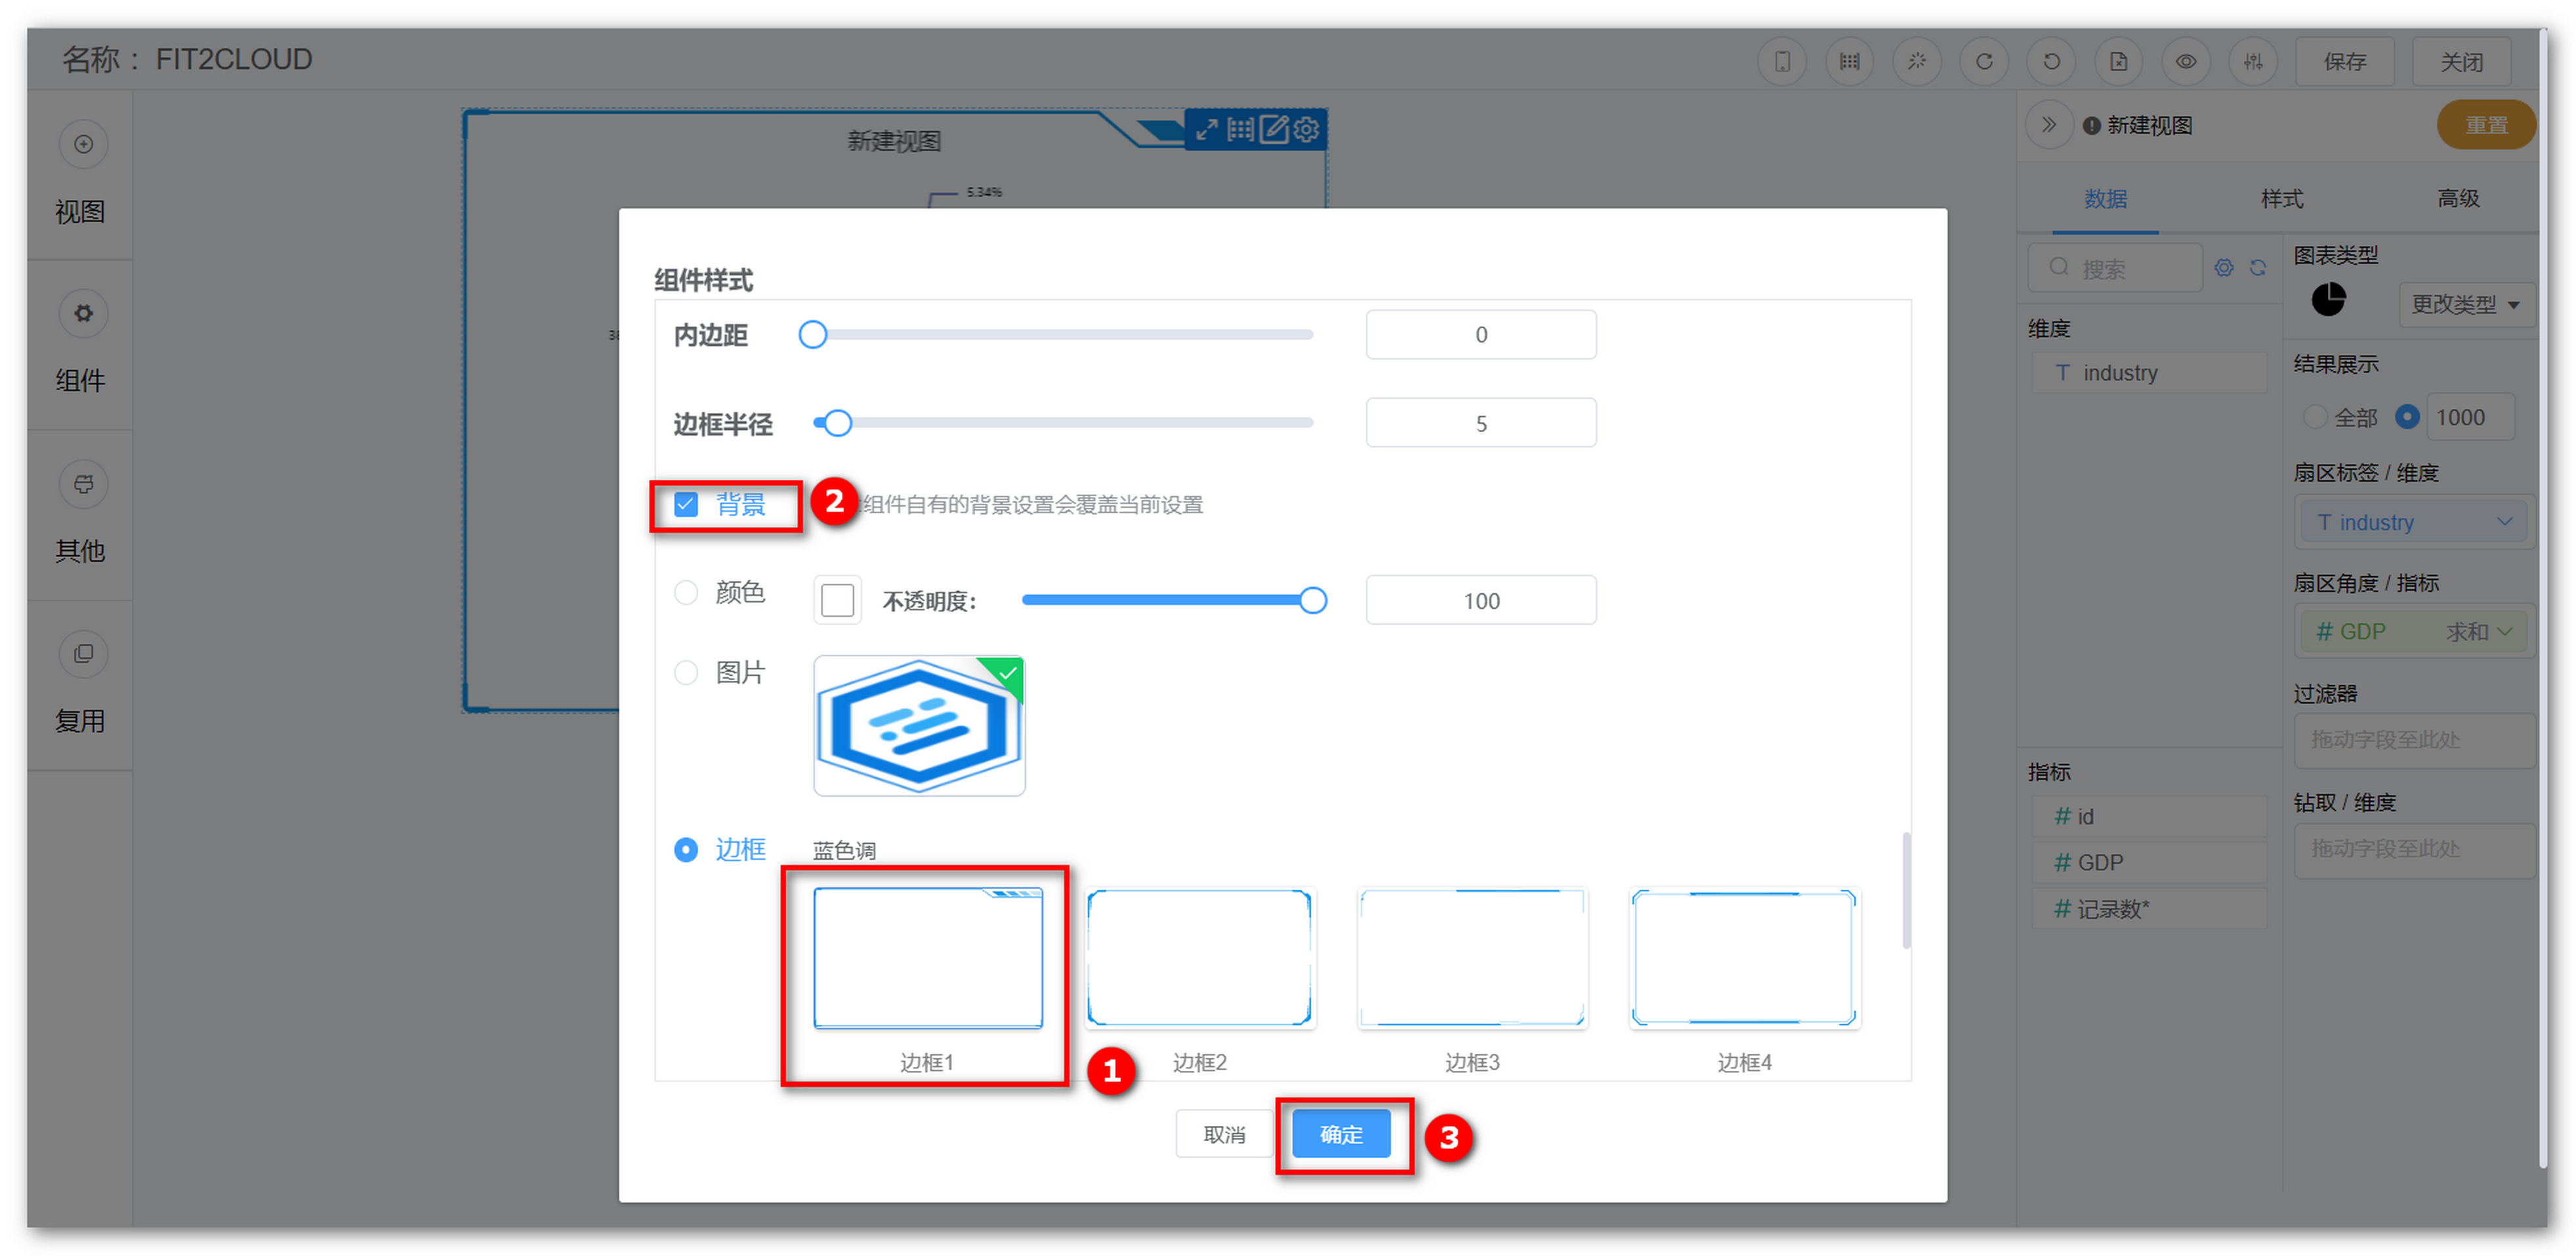 名称： FIT2CLOUD
保存
关闭
视图
组件
其他
复用
新建视图
5.34%
组件样式
内边距
0
边框半径
5
背景
2
组件自有的背景设置会覆盖当前设置
颜色
不透明度:
100
图片
边框
蓝色调
边框1
边框2
边框3
边框4
1
取消
确定
3
新建视图
重置
数据
样式
高级
搜索
维度
T industry
指标
# id
# GDP
# 记录数*
图表类型
更改类型
结果展示
全部
1000
扇区标签 / 维度
T industry
扇区角度 / 指标
# GDP 求和
过滤器
拖动字段至此处
钻取 / 维度
拖动字段至此处